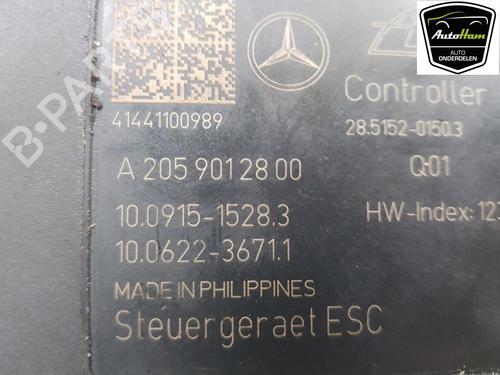 AutoHam
AUTO
ONDERDELEN
Controller
41441100989
28.5152-0150.3
A 205 901 28 00
Q:01
10.0915-1528.3
HW-Index: 123
10.0622-3671.1
MADE IN PHILIPPINES
Steuergeraet ESC
B-PARTS